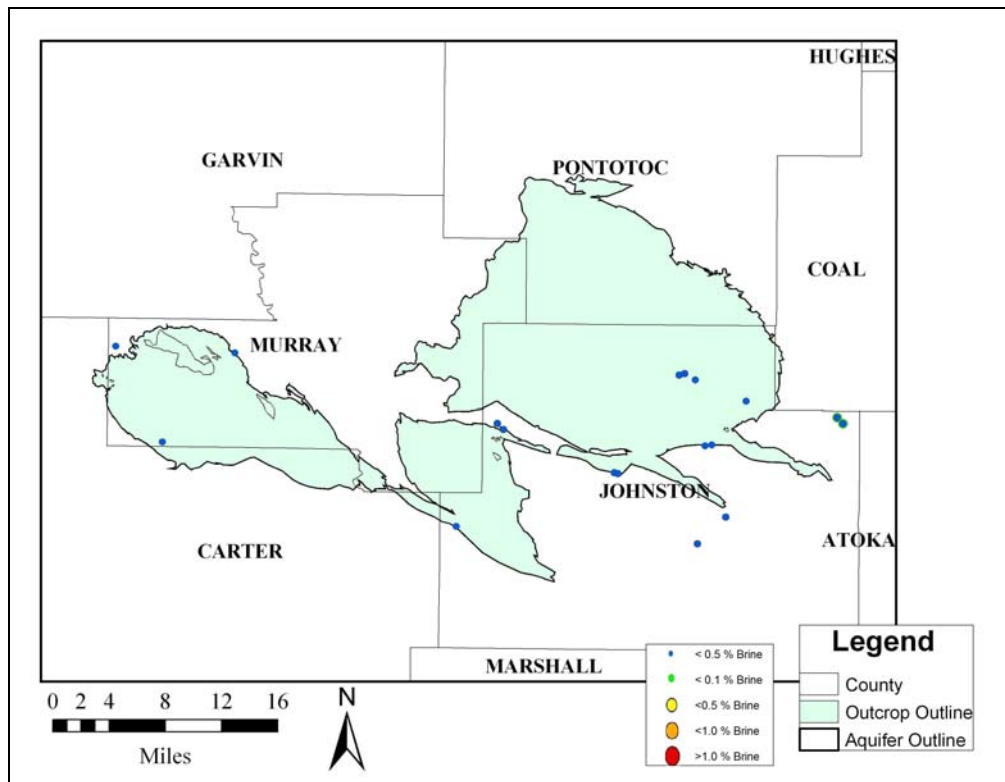 HUGHES
GARVIN
PONTOTOC
COAL
MURRAY
JOHNSTON
CARTER
ATOKA
MARSHALL
0 2 4 8 12 16
Miles
N
< 0.5 % Brine
< 0.1 % Brine
<0.5 % Brine
<1.0 % Brine
>1.0 % Brine
Legend
County
Outcrop Outline
Aquifer Outline